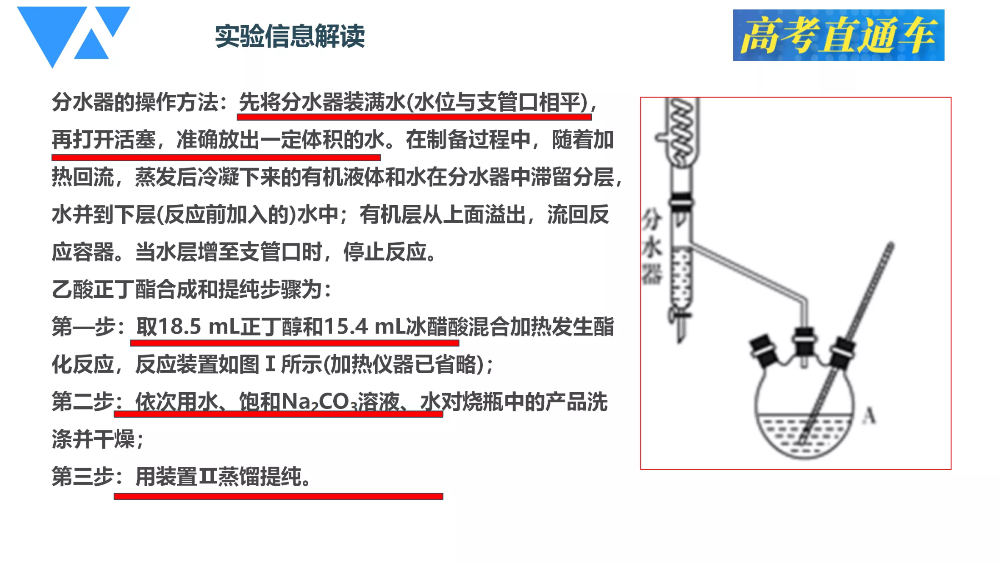 实验信息解读
高考直通车
分水器的操作方法：先将分水器装满水(水位与支管口相平)，
再打开活塞，准确放出一定体积的水。在制备过程中，随着加
热回流，蒸发后冷凝下来的有机液体和水在分水器中滞留分层，
水并到下层(反应前加入的)水中；有机层从上面溢出，流回反
应容器。当水层增至支管口时，停止反应。
乙酸正丁酯合成和提纯步骤为：
第—步：取18.5 mL正丁醇和15.4 mL冰醋酸混合加热发生酯
化反应，反应装置如图Ⅰ所示(加热仪器已省略)；
第二步：依次用水、饱和Na₂CO₃溶液、水对烧瓶中的产品洗
涤并干燥；
第三步：用装置Ⅱ蒸馏提纯。
分水器
A